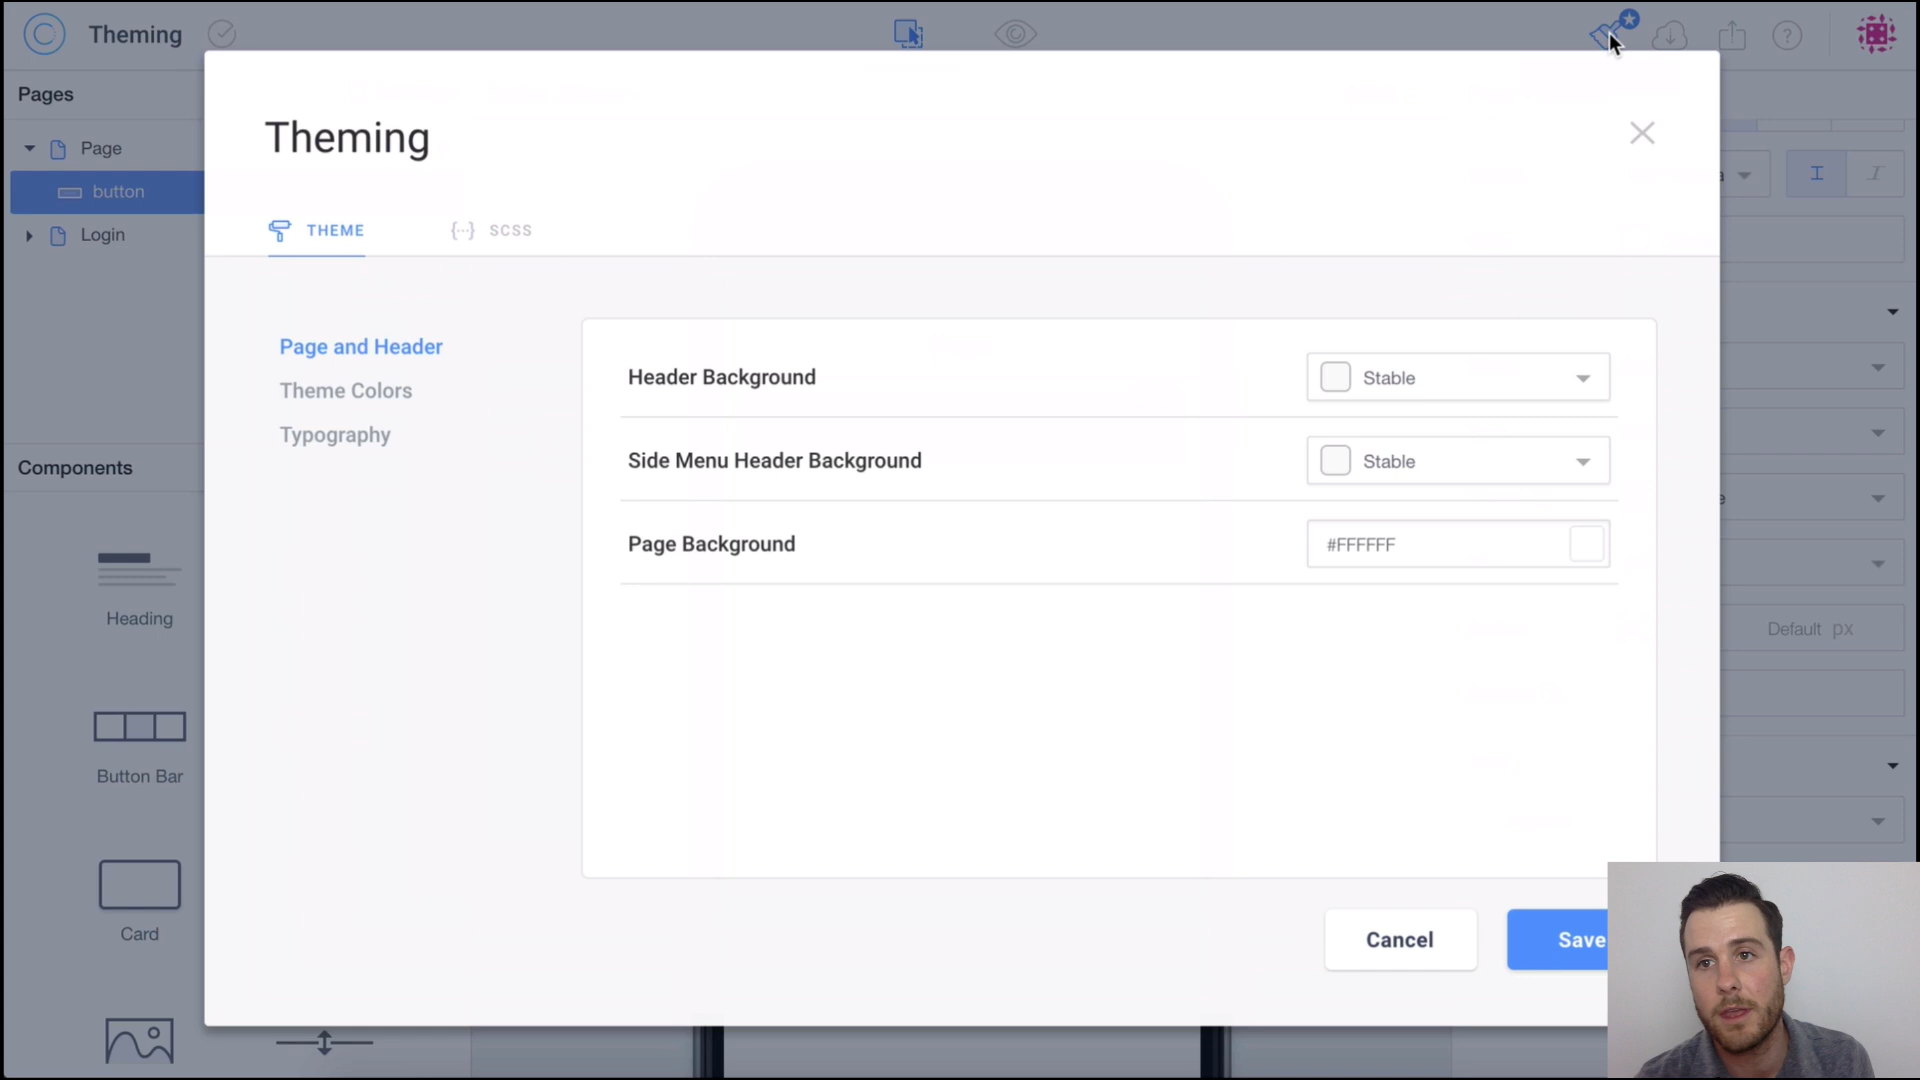 Theming
Pages
Page
button
Login
Components
Heading
Button Bar
Card
Theming
THEME
{··} SCSS
Page and Header
Theme Colors
Typography
Header Background
Stable
Side Menu Header Background
Stable
Page Background
#FFFFFF
Cancel
Save
a
I I
e
Default px
?